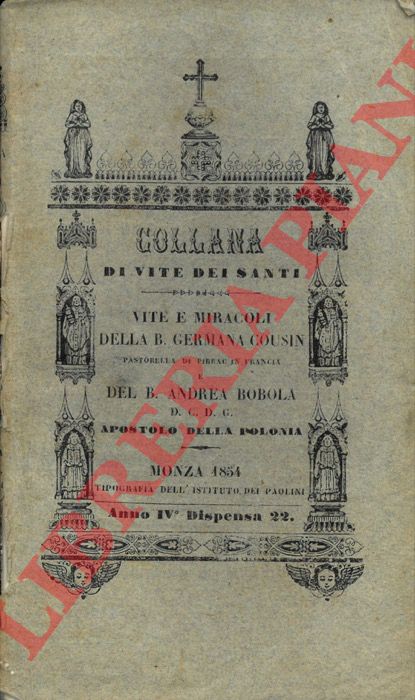 COLLANA
DI VITE DEI SANTI
VITE E MIRACOLI
DELLA B. GERMANA COUSIN
PASTORELLA DI PIBRAC IN FRANCIA
E
DEL B. ANDREA BOBOLA
D. C. D. G.
APOSTOLO DELLA POLONIA
MONZA 1854
TIPOGRAFIA DELL'ISTITUTO DEI PAOLINI
Anno IV° Dispensa 22.
LIBRERIA PIANI